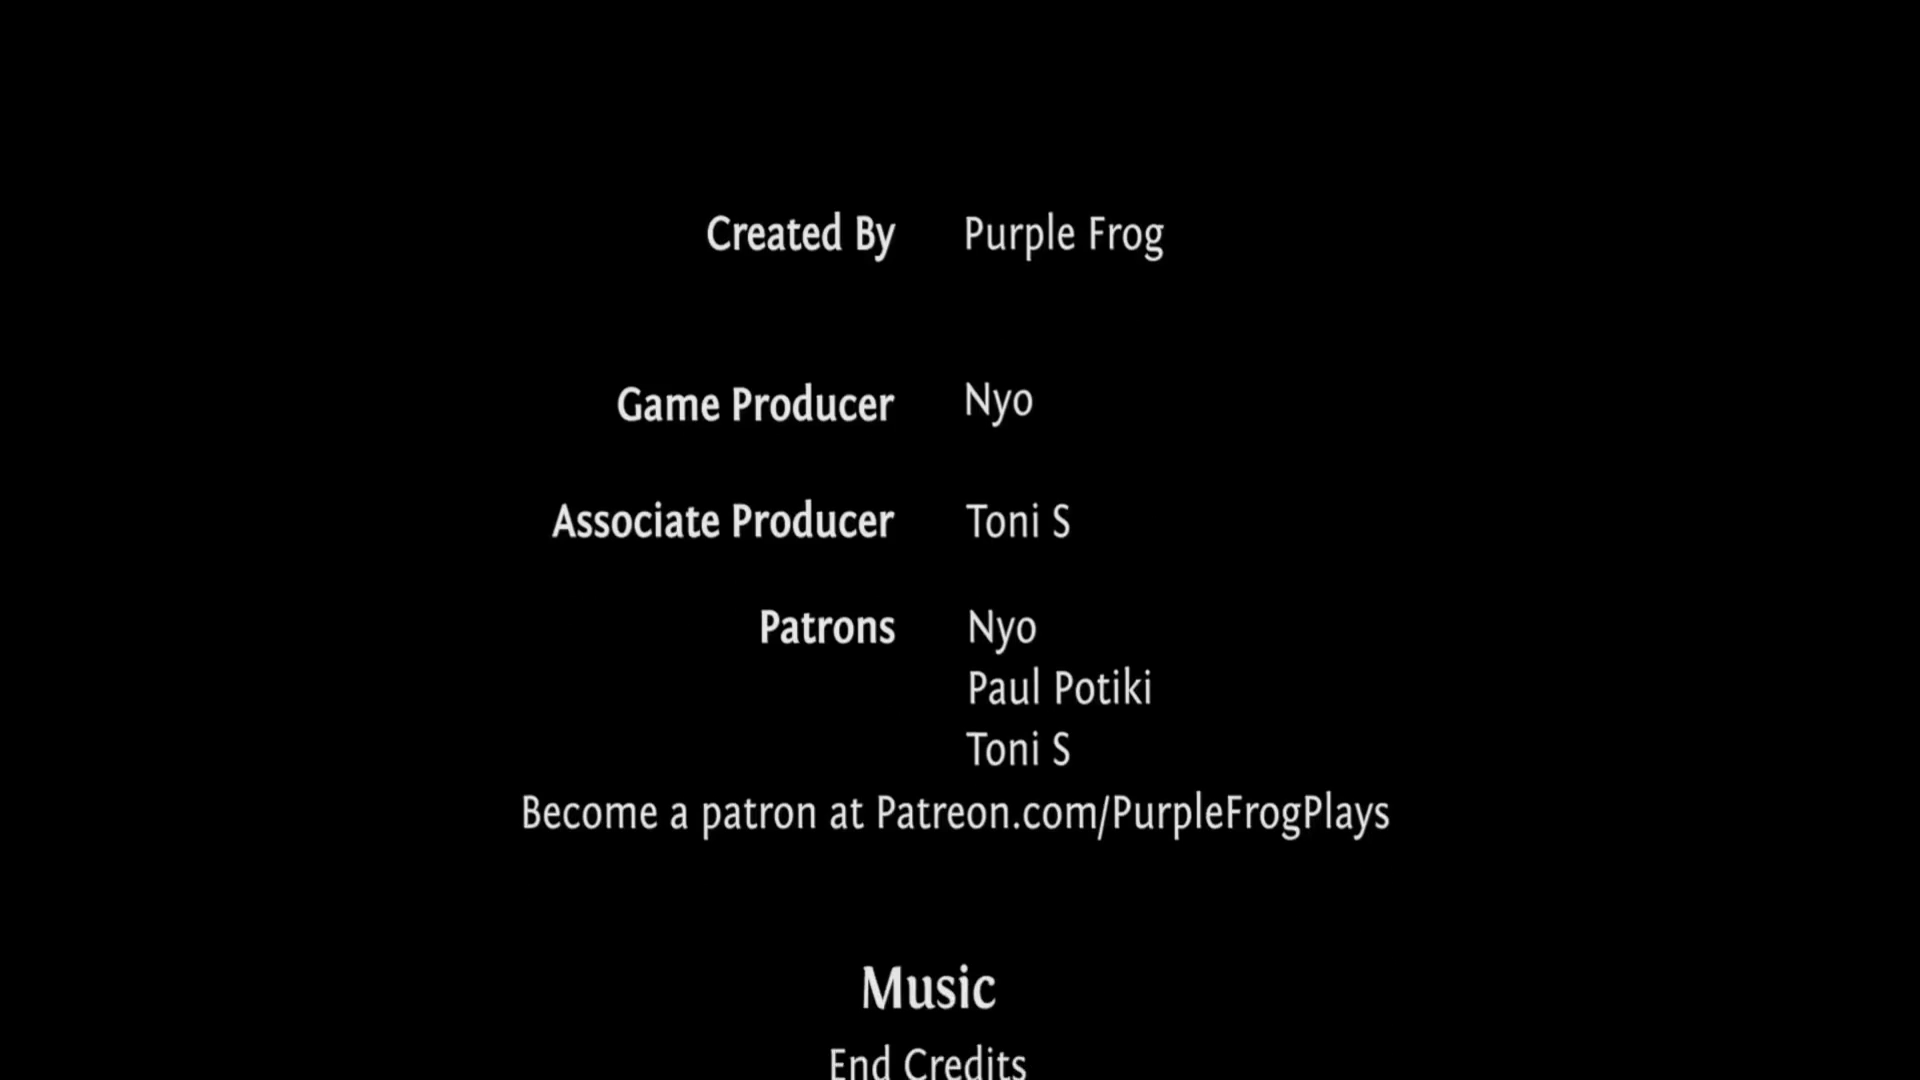 Created By Purple Frog
Game Producer Nyo
Associate Producer Toni S
Patrons Nyo
Paul Potiki
Toni S
Become a patron at Patreon.com/PurpleFrogPlays
Music
End Credits